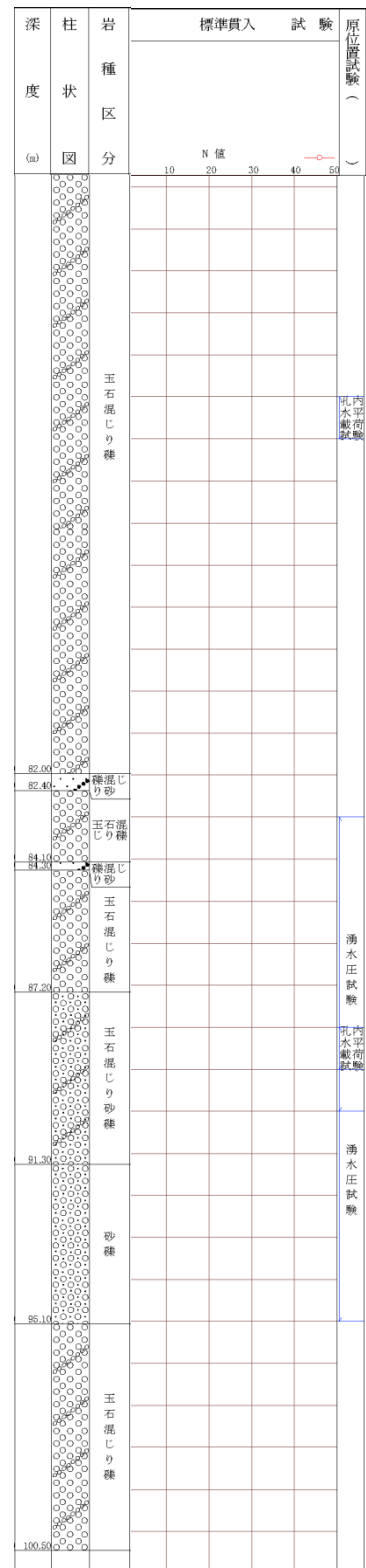 深度(m)
柱状図
岩種区分
標準貫入 試験
N 値
10 20 30 40 50
原位置試験( )
玉石混じり礫
孔内水平載荷試験
82.00
礫混じり砂
82.40
玉石混じり礫
84.10
84.30
礫混じり砂
玉石混じり礫
湧水圧試験
87.20
玉石混じり砂礫
孔内水平載荷試験
91.30
湧水圧試験
砂礫
95.10
玉石混じり礫
100.50